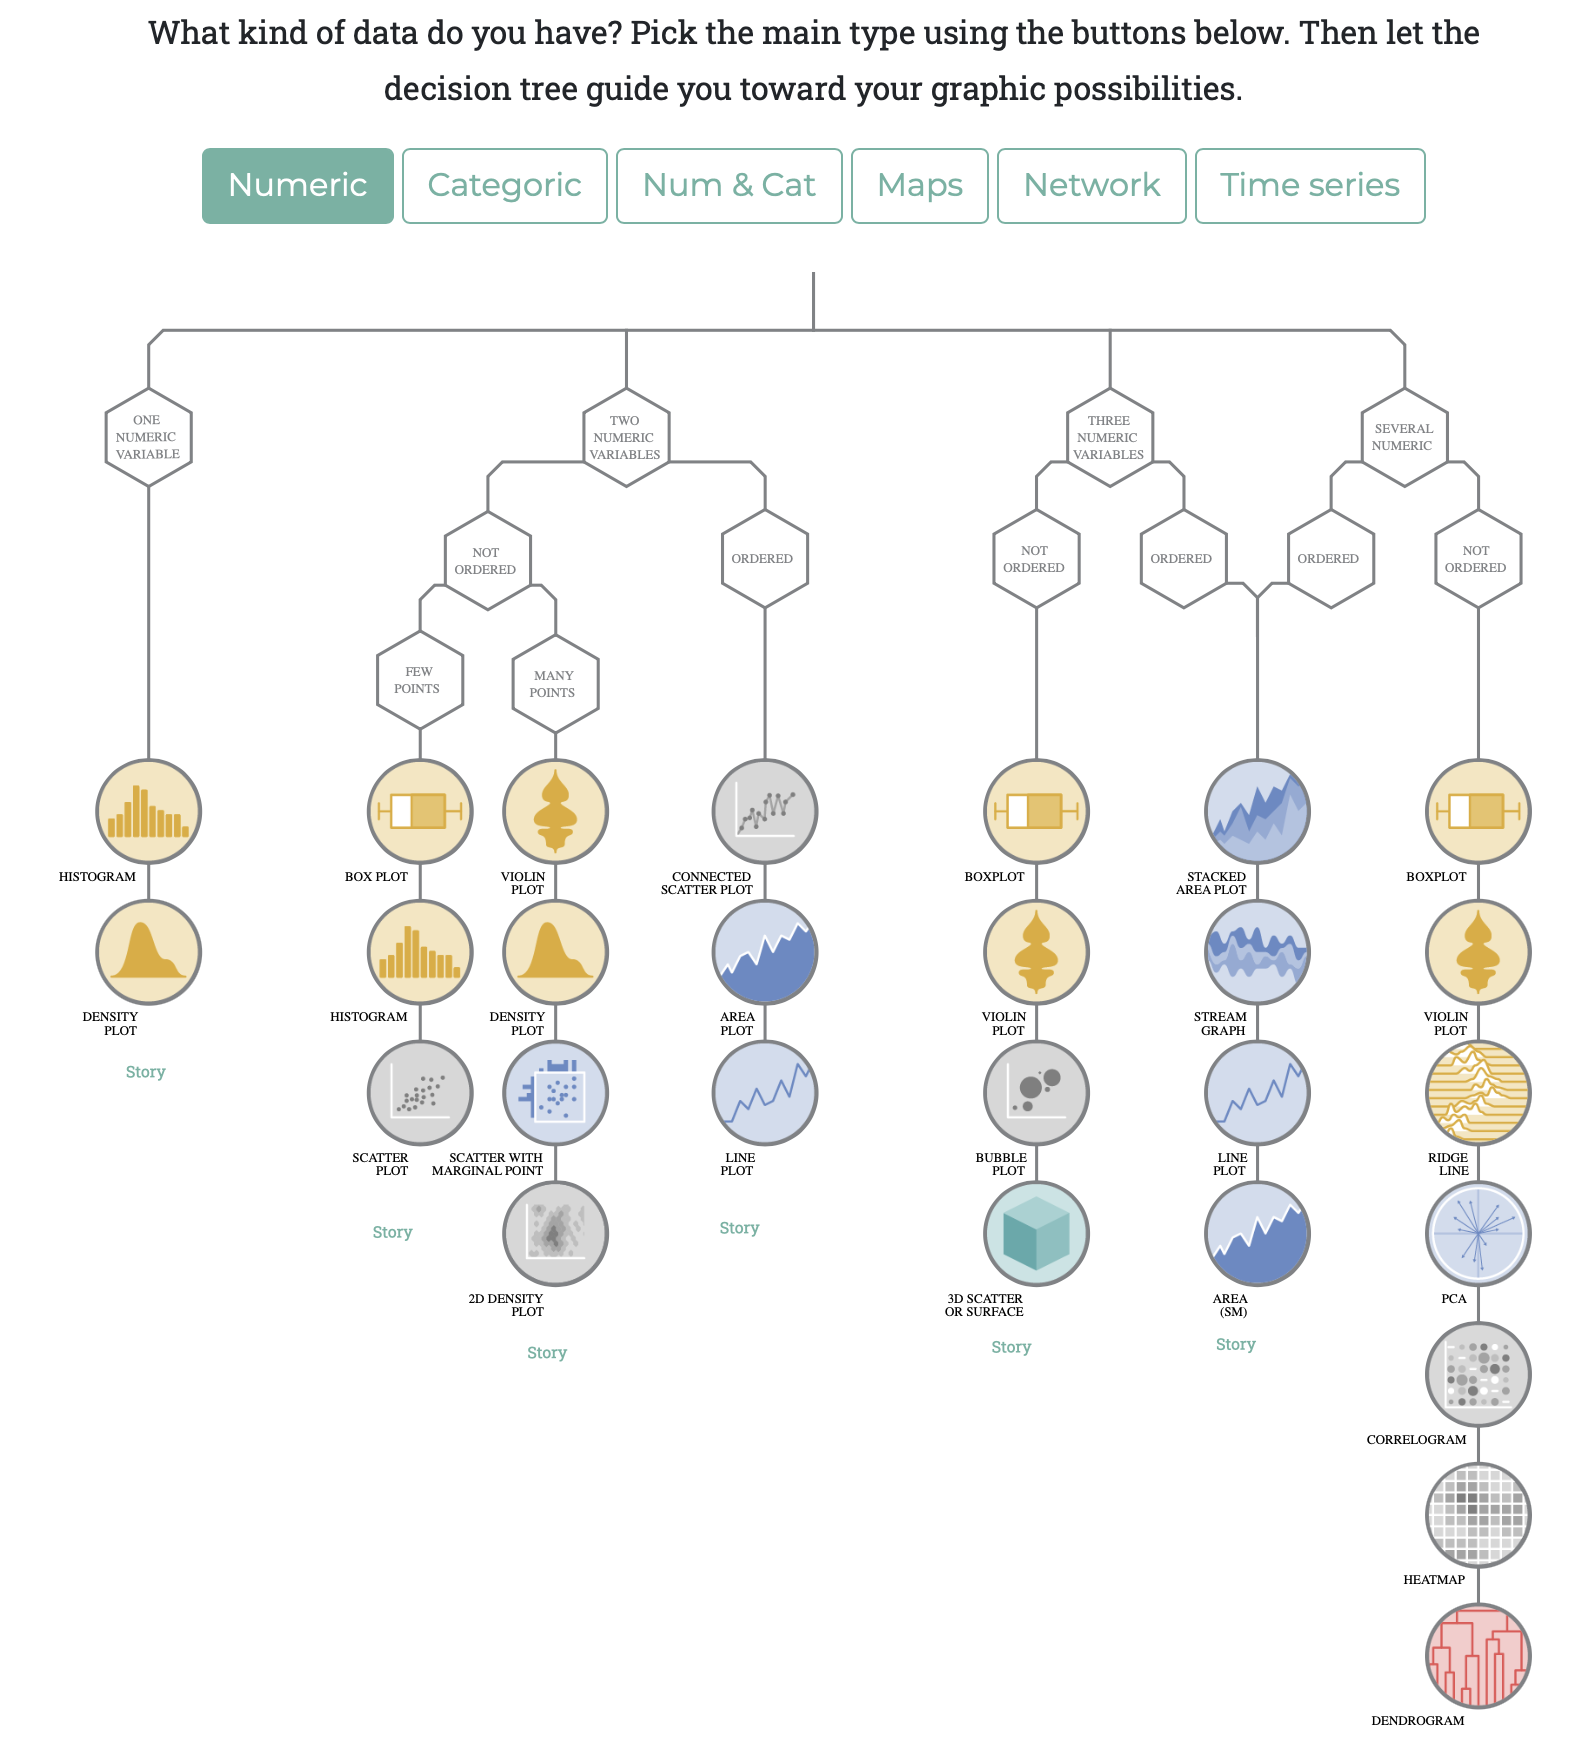 What kind of data do you have? Pick the main type using the buttons below. Then let the
decision tree guide you toward your graphic possibilities.
Numeric
Categoric
Num & Cat
Maps
Network
Time series
ONE
NUMERIC
VARIABLE
TWO
NUMERIC
VARIABLES
THREE
NUMERIC
VARIABLES
SEVERAL
NUMERIC
NOT
ORDERED
ORDERED
NOT
ORDERED
ORDERED
ORDERED
NOT
ORDERED
FEW
POINTS
MANY
POINTS
HISTOGRAM
BOX PLOT
VIOLIN
PLOT
CONNECTED
SCATTER PLOT
BOXPLOT
STACKED
AREA PLOT
BOXPLOT
DENSITY
PLOT
HISTOGRAM
DENSITY
PLOT
AREA
PLOT
VIOLIN
PLOT
STREAM
GRAPH
VIOLIN
PLOT
Story
SCATTER
PLOT
SCATTER WITH
MARGINAL POINT
LINE
PLOT
BUBBLE
PLOT
LINE
PLOT
RIDGE
LINE
Story
Story
2D DENSITY
PLOT
3D SCATTER
OR SURFACE
AREA
(SM)
PCA
Story
Story
Story
CORRELOGRAM
HEATMAP
DENDROGRAM